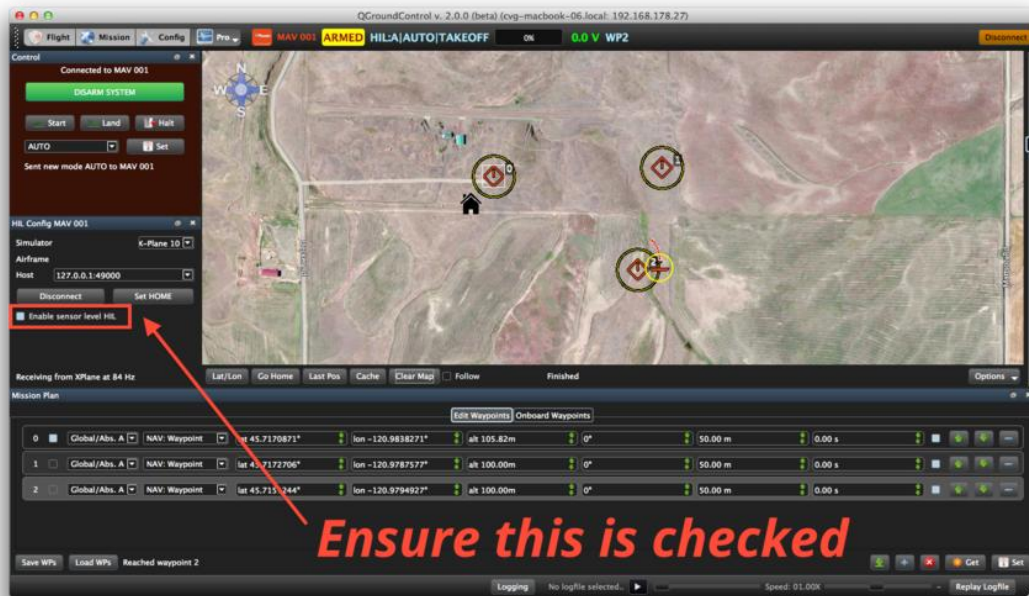 QGroundControl v. 2.0.0 (beta) (cvg-macbook-06.local: 192.168.178.27)
Flight Mission Config Pro MAV 001 ARMED HIL:A|AUTO|TAKEOFF 0% 0.0 V WP2 Disconnect
Control
Connected to MAV 001
DISARM SYSTEM
Start Land Halt
AUTO Set
Sent new mode AUTO to MAV 001
N
W E
S
0
1
2
HIL Config MAV 001
Simulator X-Plane 10
Airframe
Host 127.0.0.1:49000
Disconnect Set HOME
Enable sensor level HIL
Receiving from XPlane at 84 Hz
Lat/Lon Go Home Last Pos Cache Clear Map Follow Finished Options
Mission Plan
Edit Waypoints Onboard Waypoints
0 Global/Abs. A NAV: Waypoint lat 45.7170871° lon -120.9838271° alt 105.82m 0° 50.00 m 0.00 s
1 Global/Abs. A NAV: Waypoint lat 45.7172706° lon -120.9787577° alt 100.00m 0° 50.00 m 0.00 s
2 Global/Abs. A NAV: Waypoint lon -120.9794927° alt 100.00m 0° 50.00 m 0.00 s
Ensure this is checked
Save WPs Load WPs Reached waypoint 2 Get Set
Logging No logfile selected.. Speed: 01.00X Replay Logfile